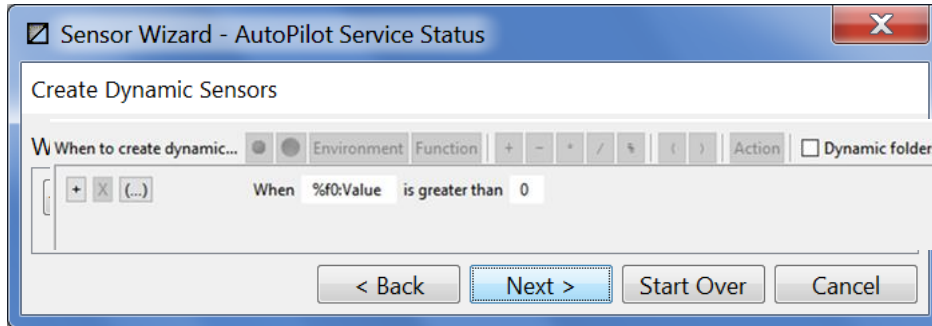 Sensor Wizard - AutoPilot Service Status X
Create Dynamic Sensors
W When to create dynamic... Environment Function + - * / % ( ) Action Dynamic folder
+ X (...) When %f0:Value is greater than 0
< Back Next > Start Over Cancel